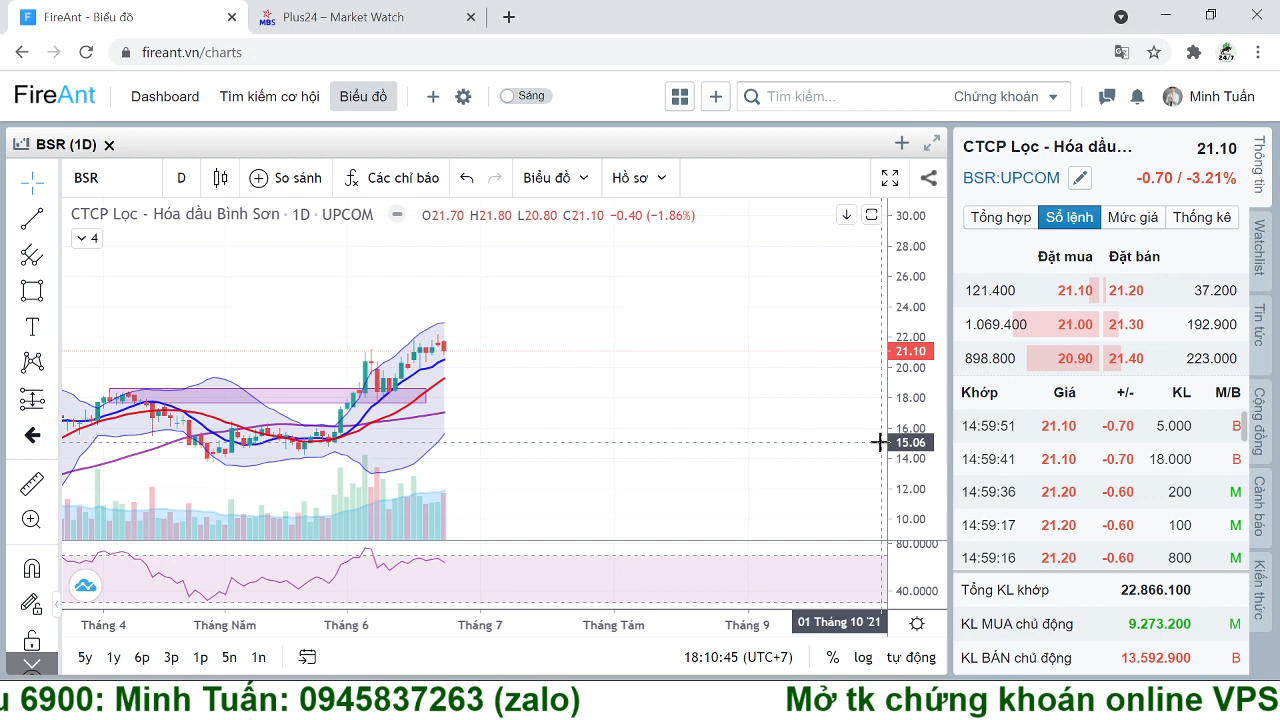 FireAnt - Biểu đồ
MBS Plus24 – Market Watch
fireant.vn/charts
FireAnt Dashboard Tìm kiếm cơ hội Biểu đồ Sáng Tìm kiếm... Chứng khoán Minh Tuấn
BSR (1D)
BSR D So sánh Các chỉ báo Biểu đồ Hồ sơ
CTCP Lọc - Hóa dầu Bình Sơn · 1D · UPCOM O21.70 H21.80 L20.80 C21.10 -0.40 (-1.86%)
4
30.00
28.00
26.00
24.00
22.00
21.10
20.00
18.00
16.00
15.06
14.00
12.00
10.00
80.0000
40.0000
Tháng 4 Tháng Năm Tháng 6 Tháng 7 Tháng Tám Tháng 9 01 Tháng 10 '21
5y 1y 6p 3p 1p 5n 1n 18:10:45 (UTC+7) % log tự động
CTCP Lọc - Hóa dầu... 21.10
BSR:UPCOM -0.70 / -3.21%
Tổng hợp Sổ lệnh Mức giá Thống kê
Đặt mua Đặt bán
121.400 21.10 21.20 37.200
1.069.400 21.00 21.30 192.900
898.800 20.90 21.40 223.000
Khớp Giá +/- KL M/B
14:59:51 21.10 -0.70 5.000 B
14:59:41 21.10 -0.70 18.000 B
14:59:36 21.20 -0.60 200 M
14:59:17 21.20 -0.60 100 M
14:59:16 21.20 -0.60 800 M
Tổng KL khớp 22.866.100
KL MUA chủ động 9.273.200 M
KL BÁN chủ động 13.592.900 B
Thông tin
Watchlist
Tin tức
Cộng đồng
Cảnh báo
Kiến thức
6900: Minh Tuấn: 0945837263 (zalo) Mở tk chứng khoán online VPS